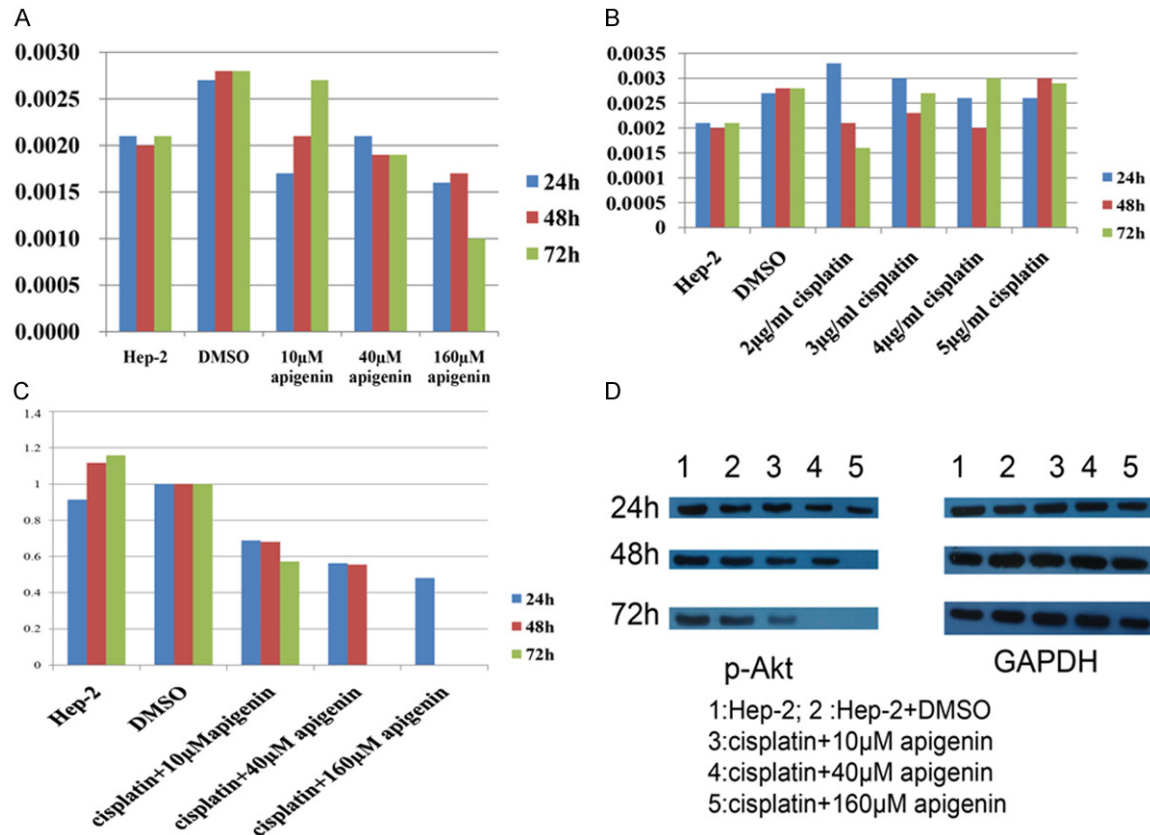 A
0.0030
0.0025
0.0020
0.0015
0.0010
0.0005
0.0000
Hep-2 DMSO 10µM apigenin 40µM apigenin 160µM apigenin
24h
48h
72h
B
0.0035
0.003
0.0025
0.002
0.0015
0.0001
0.0005
0
Hep-2
DMSO
2µg/ml cisplatin
3µg/ml cisplatin
4µg/ml cisplatin
5µg/ml cisplatin
24h
48h
72h
C
1.4
1.2
1
0.8
0.6
0.4
0.2
0
Hep-2
DMSO
cisplatin+10µMapigenin
cisplatin+40µM apigenin
cisplatin+160µM apigenin
24h
48h
72h
D
1 2 3 4 5 1 2 3 4 5
24h
48h
72h
p-Akt GAPDH
1:Hep-2; 2 :Hep-2+DMSO
3:cisplatin+10µM apigenin
4:cisplatin+40µM apigenin
5:cisplatin+160µM apigenin